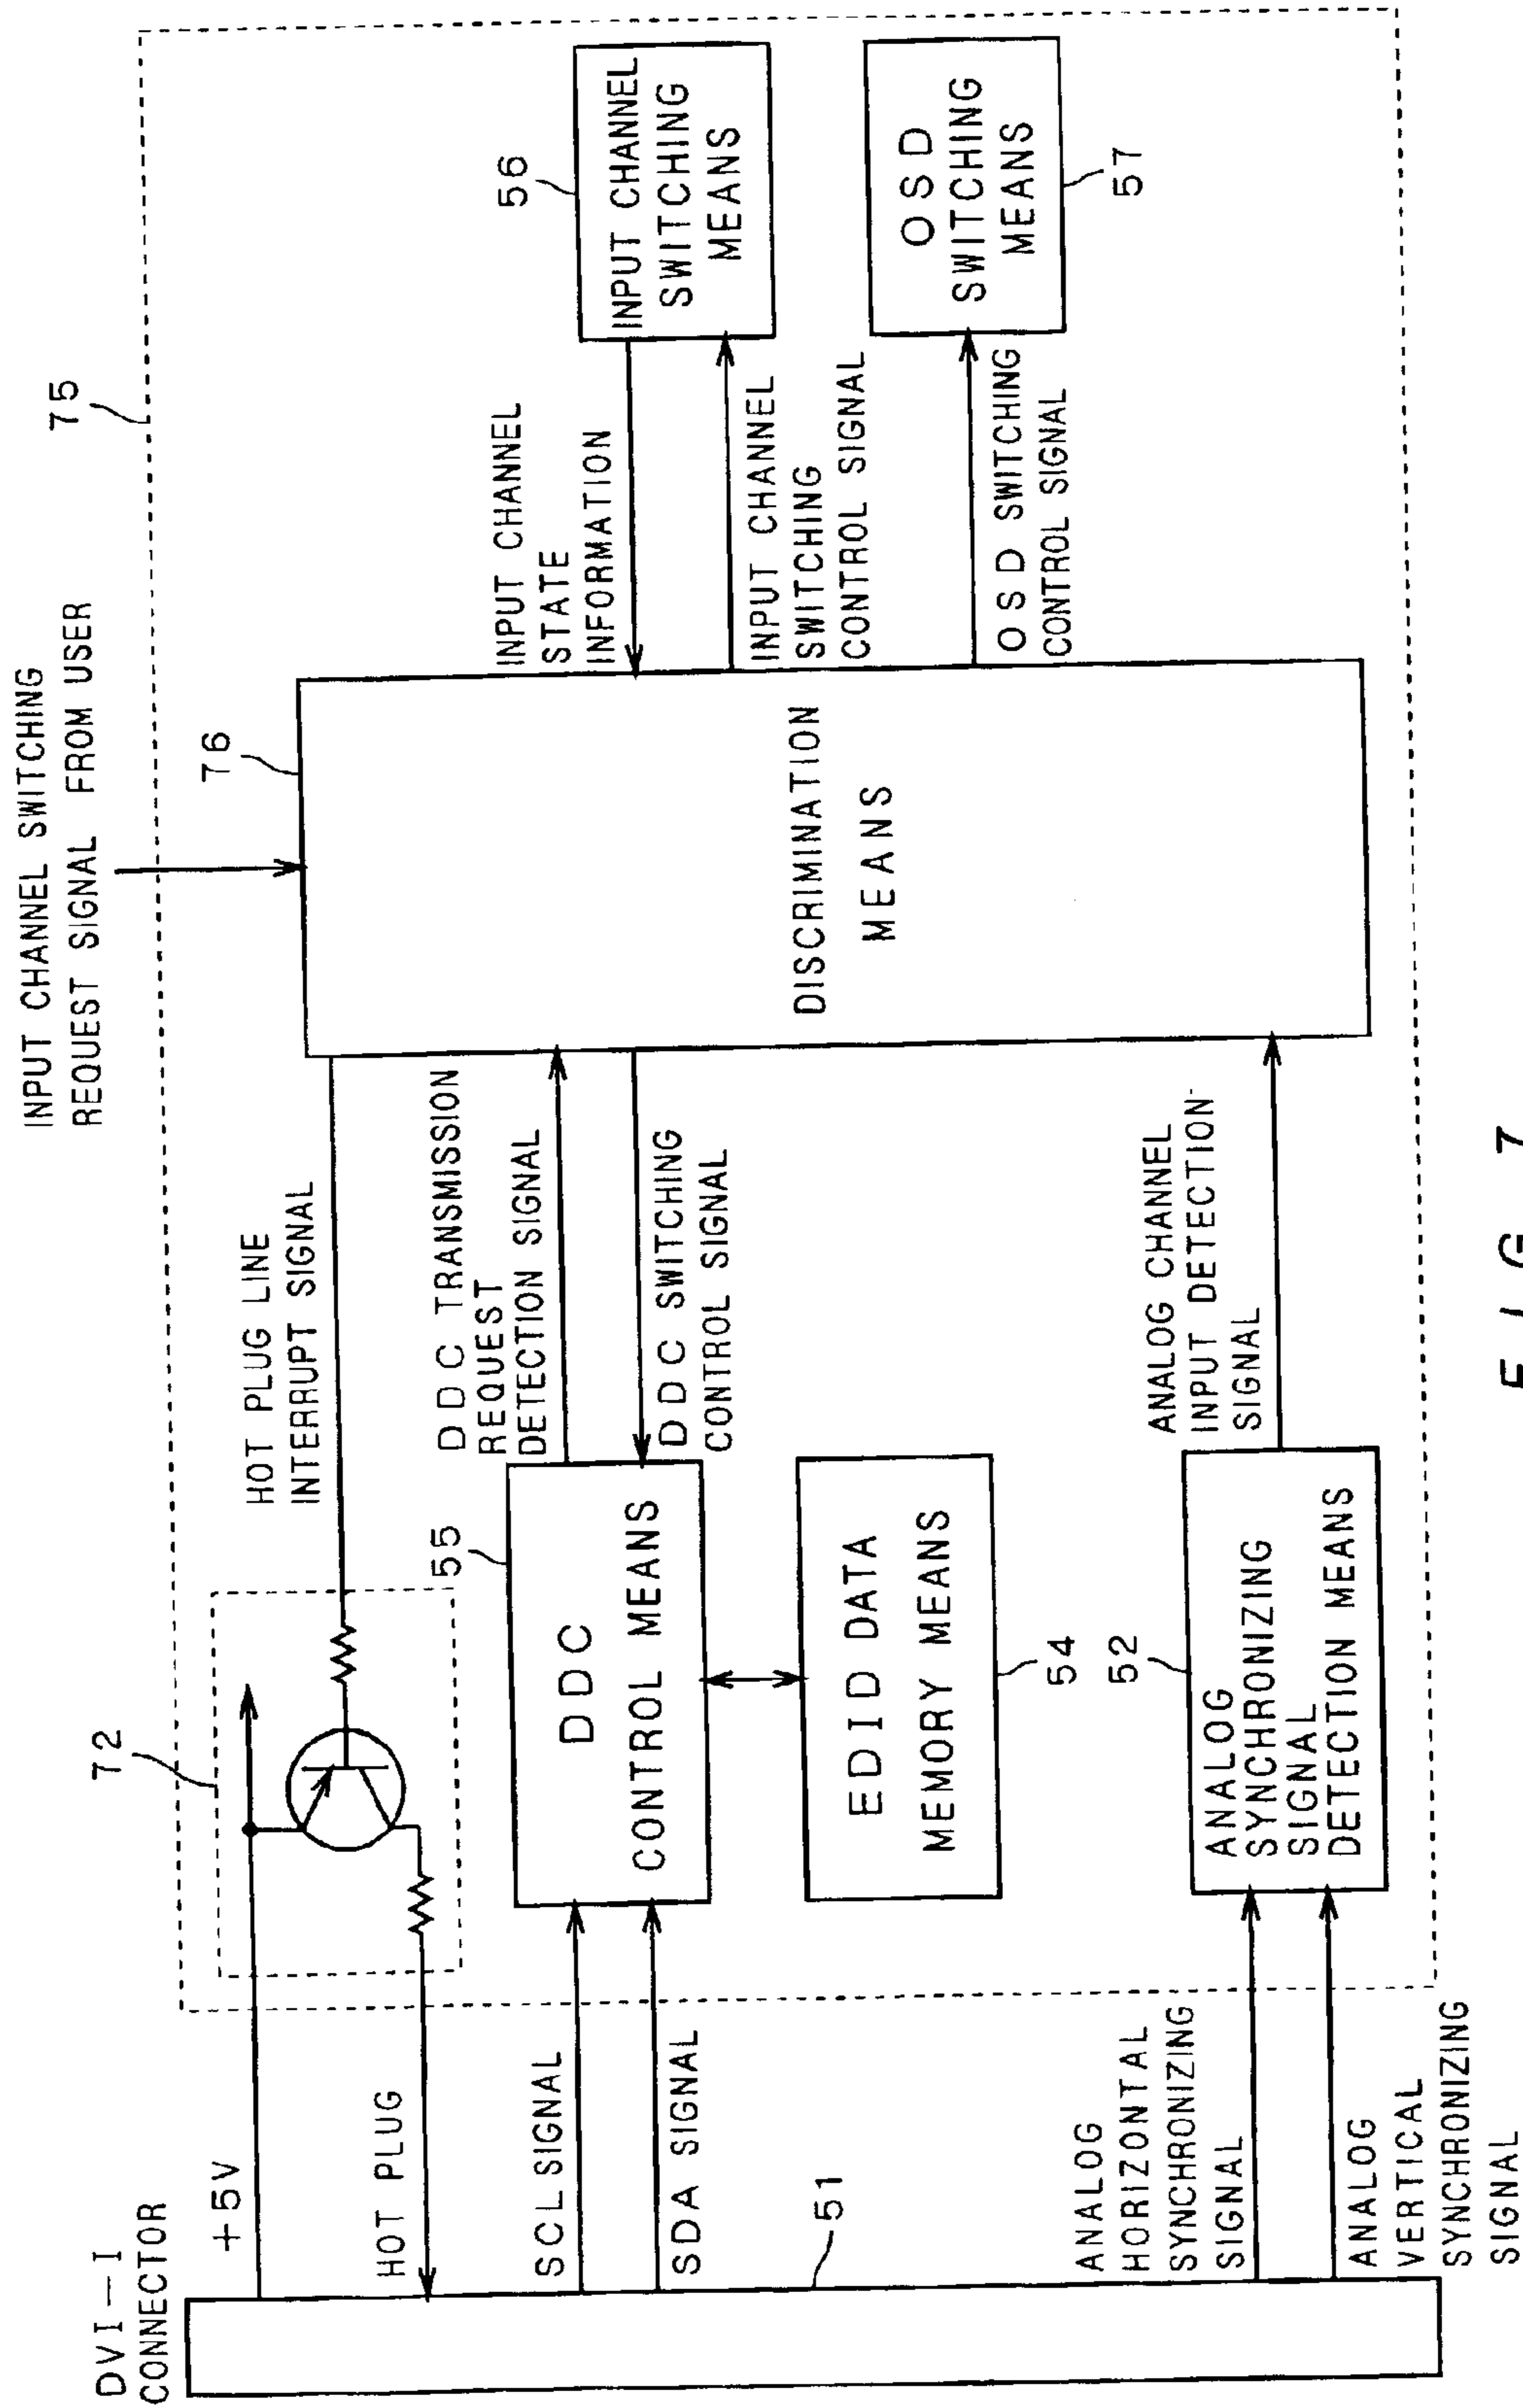 INPUT CHANNEL SWITCHING
REQUEST SIGNAL FROM USER
75
DVI-I
CONNECTOR
+5V
HOT PLUG
72
HOT PLUG LINE
INTERRUPT SIGNAL
76
DISCRIMINATION
MEANS
SCL SIGNAL
SDA SIGNAL
51
55
DDC
CONTROL MEANS
DDC TRANSMISSION
REQUEST
DETECTION SIGNAL
DDC SWITCHING
CONTROL SIGNAL
EDID DATA
MEMORY MEANS
54
INPUT CHANNEL
STATE
INFORMATION
56
INPUT CHANNEL
SWITCHING
MEANS
INPUT CHANNEL
SWITCHING
CONTROL SIGNAL
OSD
SWITCHING
MEANS
57
OSD SWITCHING
CONTROL SIGNAL
ANALOG
HORIZONTAL
SYNCHRONIZING
SIGNAL
ANALOG
VERTICAL
SYNCHRONIZING
SIGNAL
52
ANALOG
SYNCHRONIZING
SIGNAL
DETECTION MEANS
ANALOG CHANNEL
INPUT DETECTION
SIGNAL
FIG 7